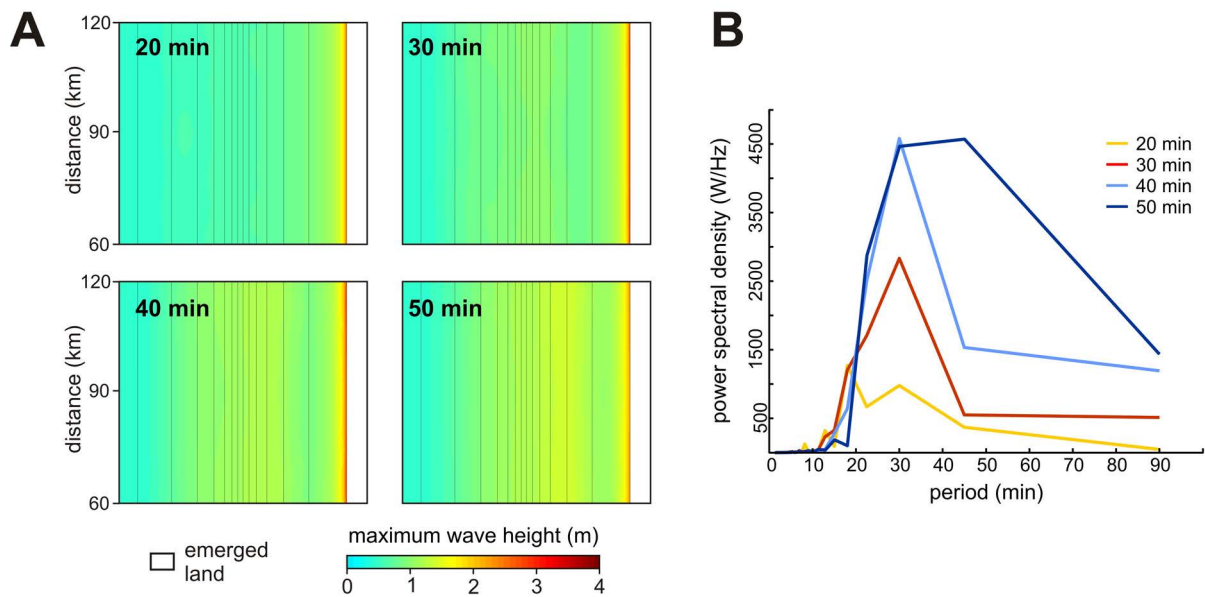 A
B
120
20 min
30 min
distance (km)
90
60
120
40 min
50 min
distance (km)
90
60
emerged
land
maximum wave height (m)
0 1 2 3 4
power spectral density (W/Hz)
4500
3500
2500
1500
500
20 min
30 min
40 min
50 min
0 10 20 30 40 50 60 70 80 90
period (min)